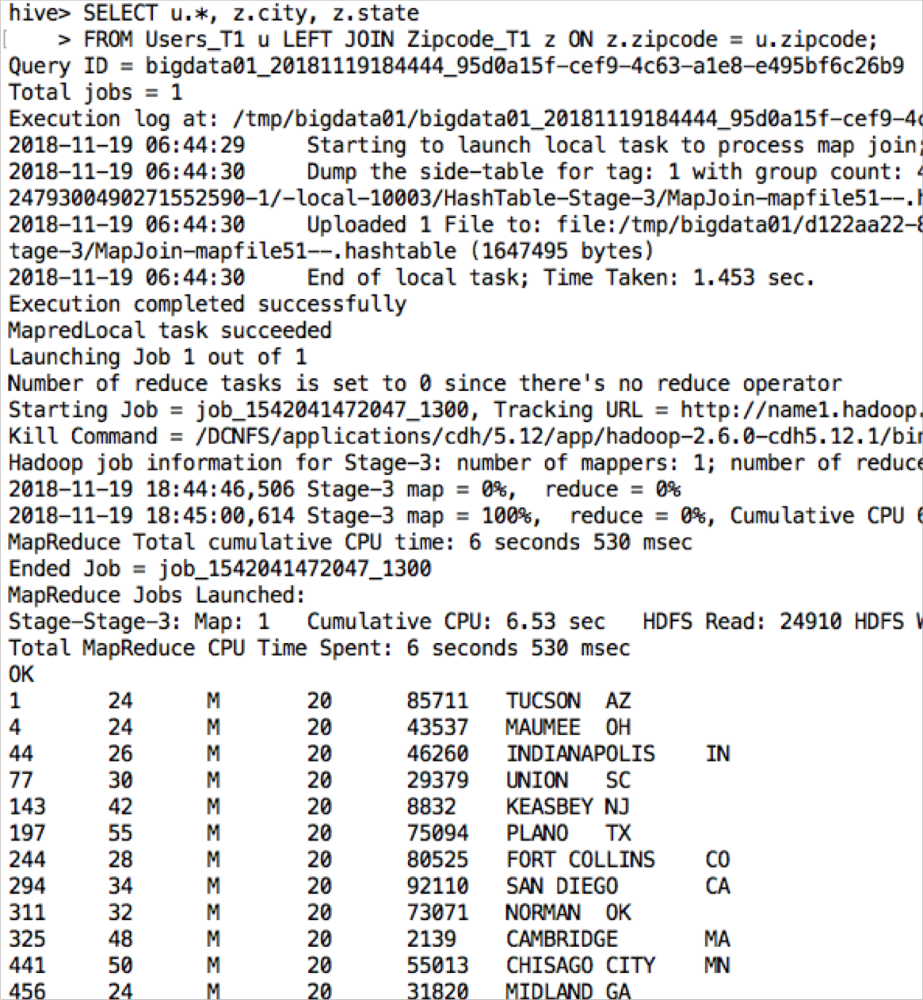 hive> SELECT u.*, z.city, z.state
[    > FROM Users_T1 u LEFT JOIN Zipcode_T1 z ON z.zipcode = u.zipcode;
Query ID = bigdata01_20181119184444_95d0a15f-cef9-4c63-a1e8-e495bf6c26b9
Total jobs = 1
Execution log at: /tmp/bigdata01/bigdata01_20181119184444_95d0a15f-cef9-4c
2018-11-19 06:44:29     Starting to launch local task to process map join;
2018-11-19 06:44:30     Dump the side-table for tag: 1 with group count: 4
2479300490271552590-1/-local-10003/HashTable-Stage-3/MapJoin-mapfile51--.h
2018-11-19 06:44:30     Uploaded 1 File to: file:/tmp/bigdata01/d122aa22-8
tage-3/MapJoin-mapfile51--.hashtable (1647495 bytes)
2018-11-19 06:44:30     End of local task; Time Taken: 1.453 sec.
Execution completed successfully
MapredLocal task succeeded
Launching Job 1 out of 1
Number of reduce tasks is set to 0 since there's no reduce operator
Starting Job = job_1542041472047_1300, Tracking URL = http://name1.hadoop.
Kill Command = /DCNFS/applications/cdh/5.12/app/hadoop-2.6.0-cdh5.12.1/bin
Hadoop job information for Stage-3: number of mappers: 1; number of reduce
2018-11-19 18:44:46,506 Stage-3 map = 0%,  reduce = 0%
2018-11-19 18:45:00,614 Stage-3 map = 100%,  reduce = 0%, Cumulative CPU 6
MapReduce Total cumulative CPU time: 6 seconds 530 msec
Ended Job = job_1542041472047_1300
MapReduce Jobs Launched:
Stage-Stage-3: Map: 1   Cumulative CPU: 6.53 sec   HDFS Read: 24910 HDFS W
Total MapReduce CPU Time Spent: 6 seconds 530 msec
OK
1       24      M       20      85711   TUCSON  AZ
4       24      M       20      43537   MAUMEE  OH
44      26      M       20      46260   INDIANAPOLIS    IN
77      30      M       20      29379   UNION   SC
143     42      M       20      8832    KEASBEY NJ
197     55      M       20      75094   PLANO   TX
244     28      M       20      80525   FORT COLLINS    CO
294     34      M       20      92110   SAN DIEGO       CA
311     32      M       20      73071   NORMAN  OK
325     48      M       20      2139    CAMBRIDGE       MA
441     50      M       20      55013   CHISAGO CITY    MN
456     24      M       20      31820   MIDLAND GA